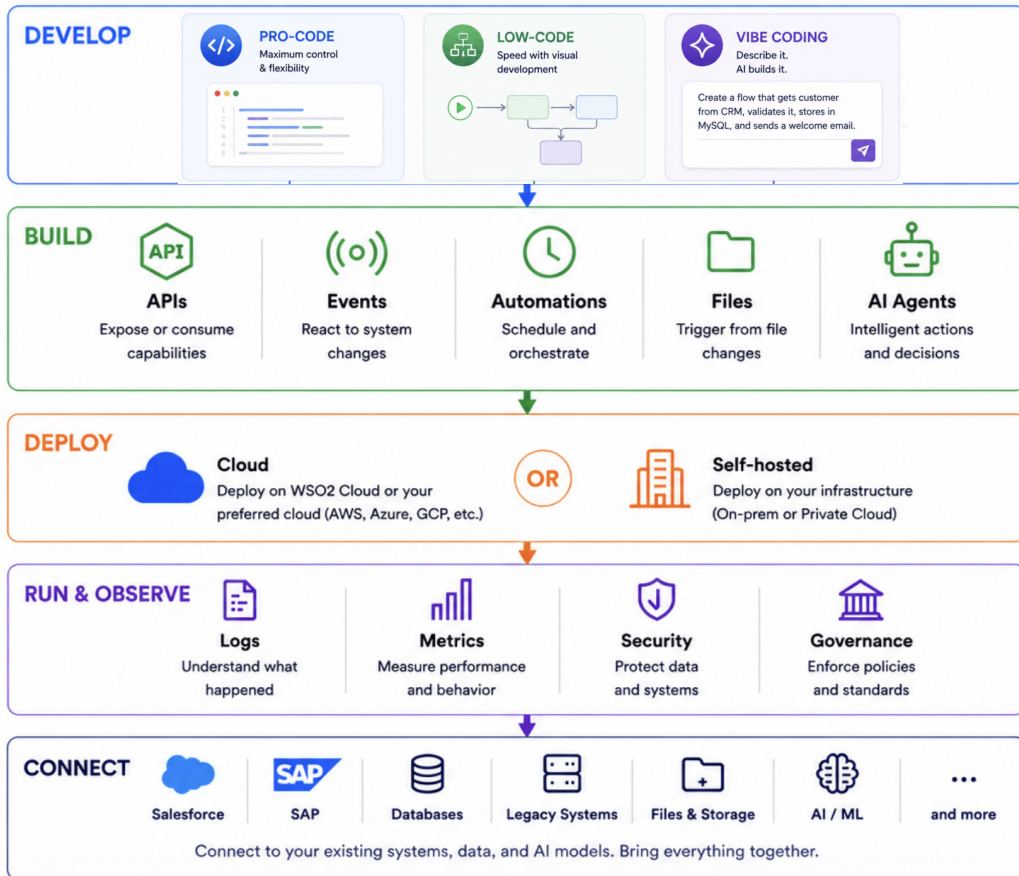 DEVELOP
PRO-CODE
Maximum control
& flexibility
1
2
3
4
5
LOW-CODE
Speed with visual
development
VIBE CODING
Describe it.
AI builds it.
Create a flow that gets customer
from CRM, validates it, stores in
MySQL, and sends a welcome email.
BUILD
API
APIs
Expose or consume
capabilities
Events
React to system
changes
Automations
Schedule and
orchestrate
Files
Trigger from file
changes
AI Agents
Intelligent actions
and decisions
DEPLOY
Cloud
Deploy on WSO2 Cloud or your
preferred cloud (AWS, Azure, GCP, etc.)
OR
Self-hosted
Deploy on your infrastructure
(On-prem or Private Cloud)
RUN & OBSERVE
Logs
Understand what
happened
Metrics
Measure performance
and behavior
Security
Protect data
and systems
Governance
Enforce policies
and standards
CONNECT
Salesforce
SAP
SAP
Databases
Legacy Systems
Files & Storage
AI / ML
...
and more
Connect to your existing systems, data, and AI models. Bring everything together.